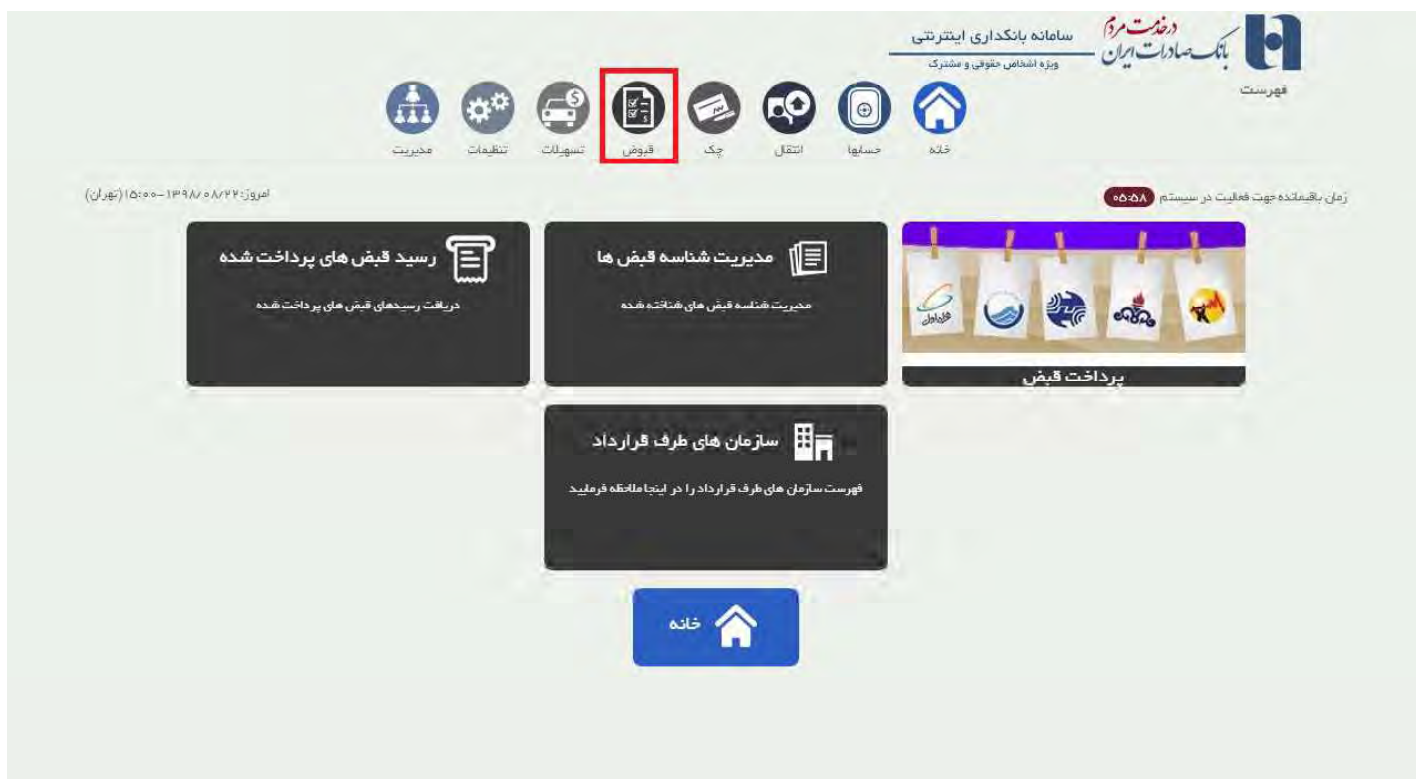 درخدمت مردم
بانک صادرات ایران
سامانه بانکداری اینترنتی
ویژه اشخاص حقوقی و مشترک
فهرست
خانه
حسابها
انتقال
چک
قبوض
تسهیلات
تنظیمات
مدیریت
زمان باقیمانده جهت فعالیت در سیستم ۰۵:۵۸
امروز: ۱۳۹۸/۰۸/۲۲-۱۵:۰۰ (تهران)
همراه اول
پرداخت قبض
مدیریت شناسه قبض ها
مدیریت شناسه قبض های شناخته شده
رسید قبض های پرداخت شده
دریافت رسیدهای قبض های پرداخت شده
سازمان های طرف قرارداد
فهرست سازمان های طرف قرارداد را در اینجا ملاحظه فرمایید
خانه